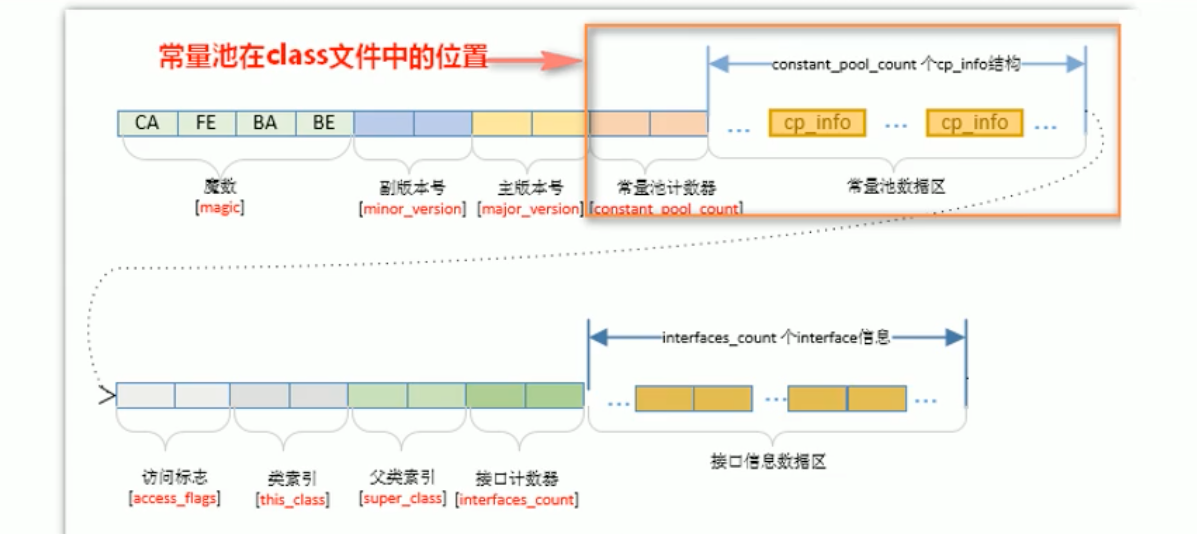 常量池在class文件中的位置
constant_pool_count 个cp_info结构
CA FE BA BE ... cp_info ... cp_info ...
魔数 副版本号 主版本号 常量池计数器 常量池数据区
[magic] [minor_version] [major_version] [constant_pool_count]
interfaces_count 个interface信息
... ... ...
访问标志 类索引 父类索引 接口计数器 接口信息数据区
[access_flags] [this_class] [super_class] [interfaces_count]